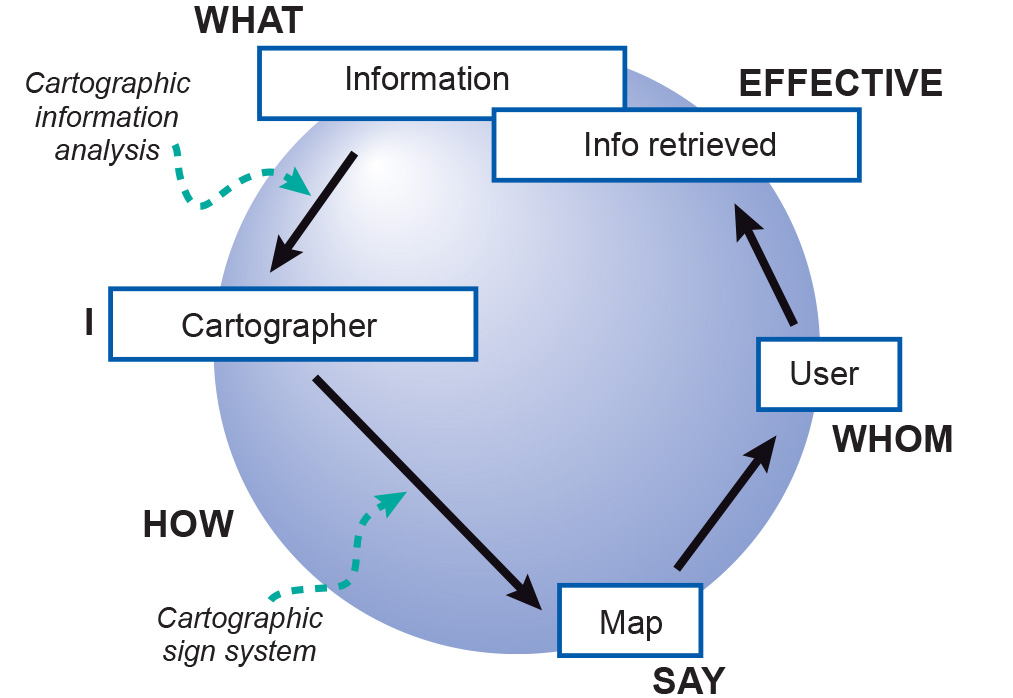 WHAT
Information
Cartographic
information
analysis
EFFECTIVE
Info retrieved
I
Cartographer
User
WHOM
HOW
Cartographic
sign system
Map
SAY